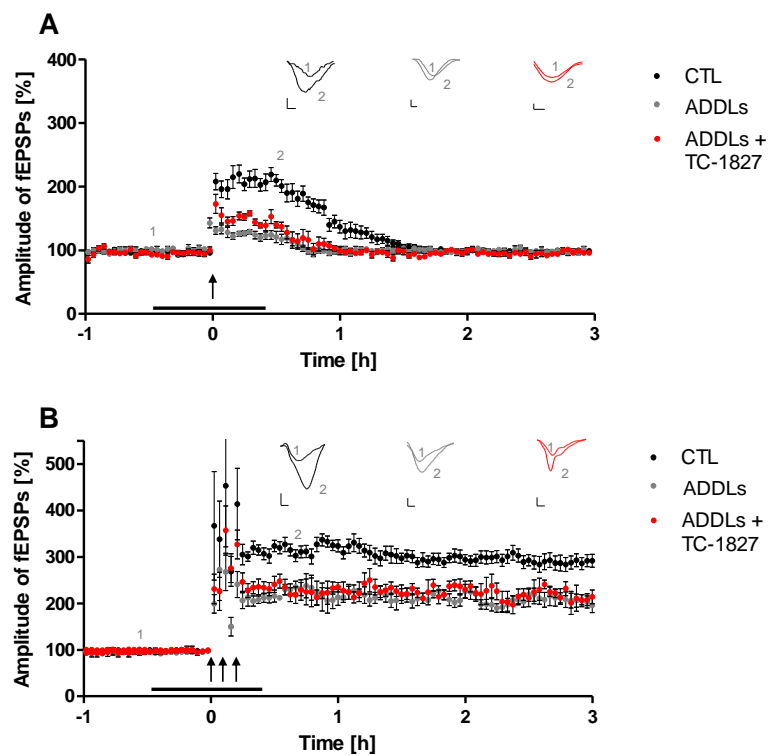 A
Amplitude of fEPSPs [%]
400
300
200
100
0
-1
0
1
2
3
Time [h]
1
2
1
2
1
2
1
2
CTL
ADDLs
ADDLs +
TC-1827
B
Amplitude of fEPSPs [%]
500
400
300
200
100
0
-1
0
1
2
3
Time [h]
1
2
1
2
1
2
1
2
CTL
ADDLs
ADDLs +
TC-1827